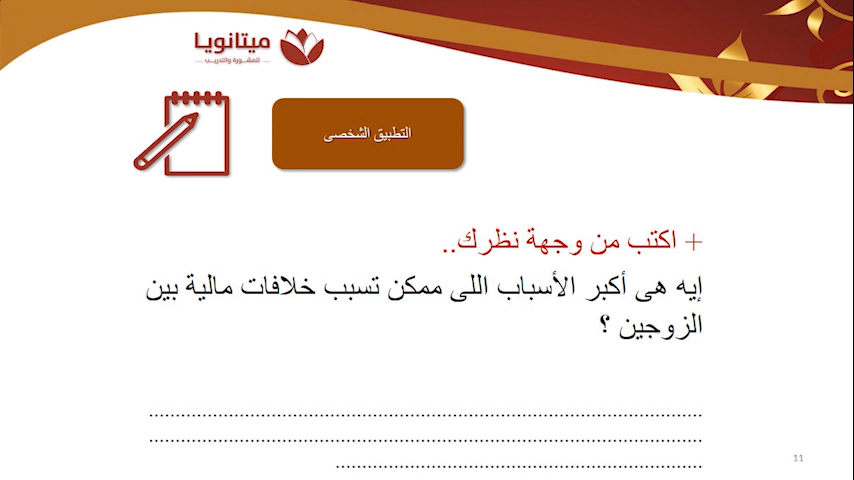 ميتانويا
للمشورة والتدريب
التطبيق الشخصى
+ اكتب من وجهة نظرك..
إيه هى أكبر الأسباب اللى ممكن تسبب خلافات مالية بين
الزوجين ؟
11